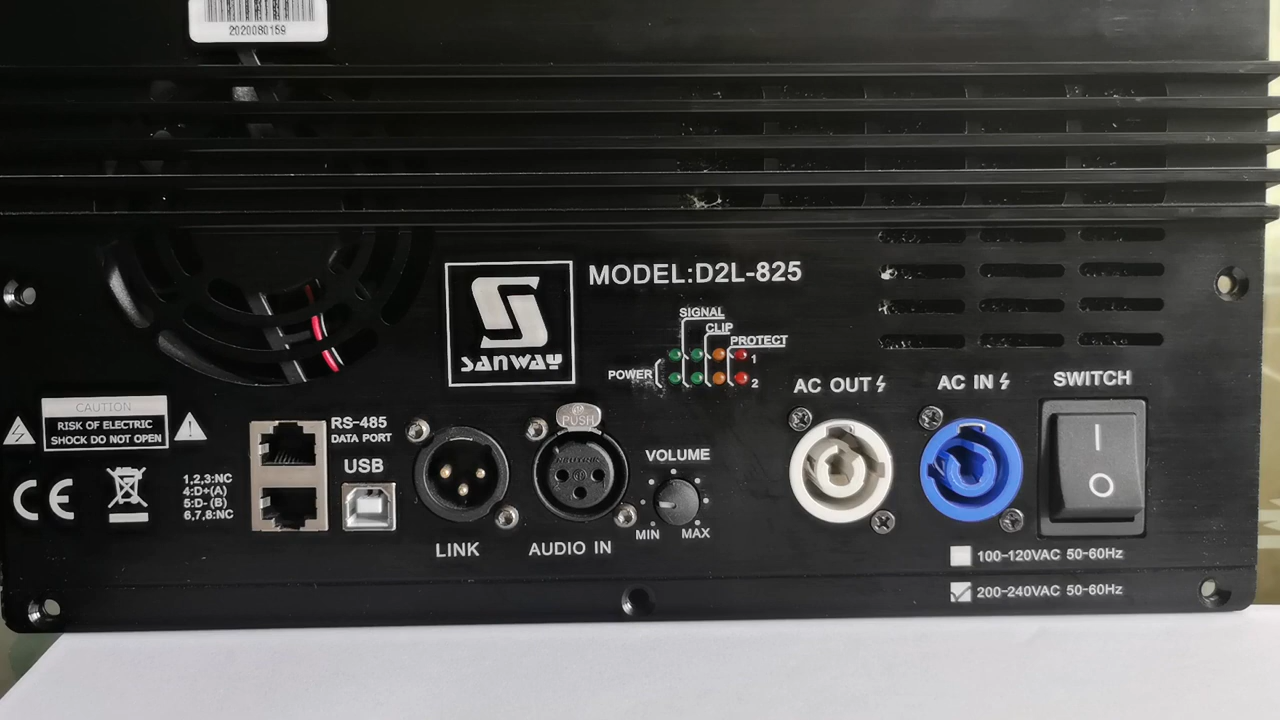 2020080159
MODEL:D2L-825
SANWAY
SIGNAL
CLIP
PROTECT
POWER
1
2
AC OUT
AC IN
SWITCH
CAUTION
RISK OF ELECTRIC
SHOCK DO NOT OPEN
RS-485
DATA PORT
PUSH
USB
VOLUME
1,2,3:NC
4:D+(A)
5:D- (B)
6,7,8:NC
CE
NEUTRIK
MIN
MAX
LINK
AUDIO IN
I
O
100-120VAC 50-60Hz
200-240VAC 50-60Hz